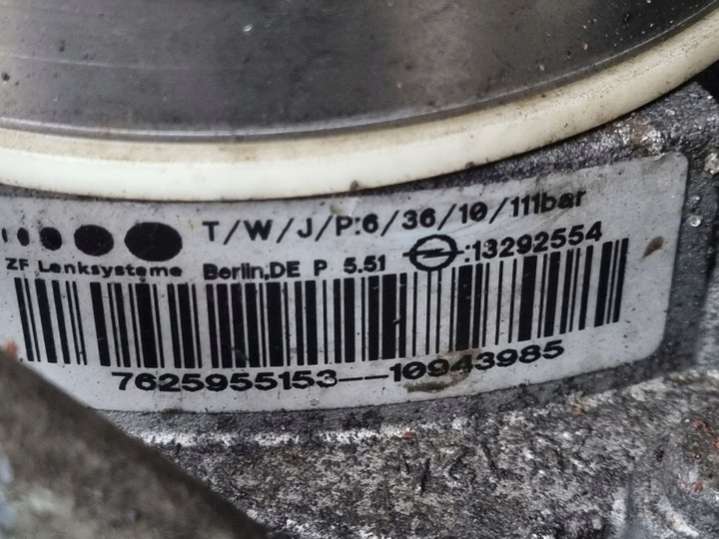 T/W/J/P:6/36/10/111bar
ZF Lenksysteme Berlin,DE P 5.51 :13292554
7625955153--10943985